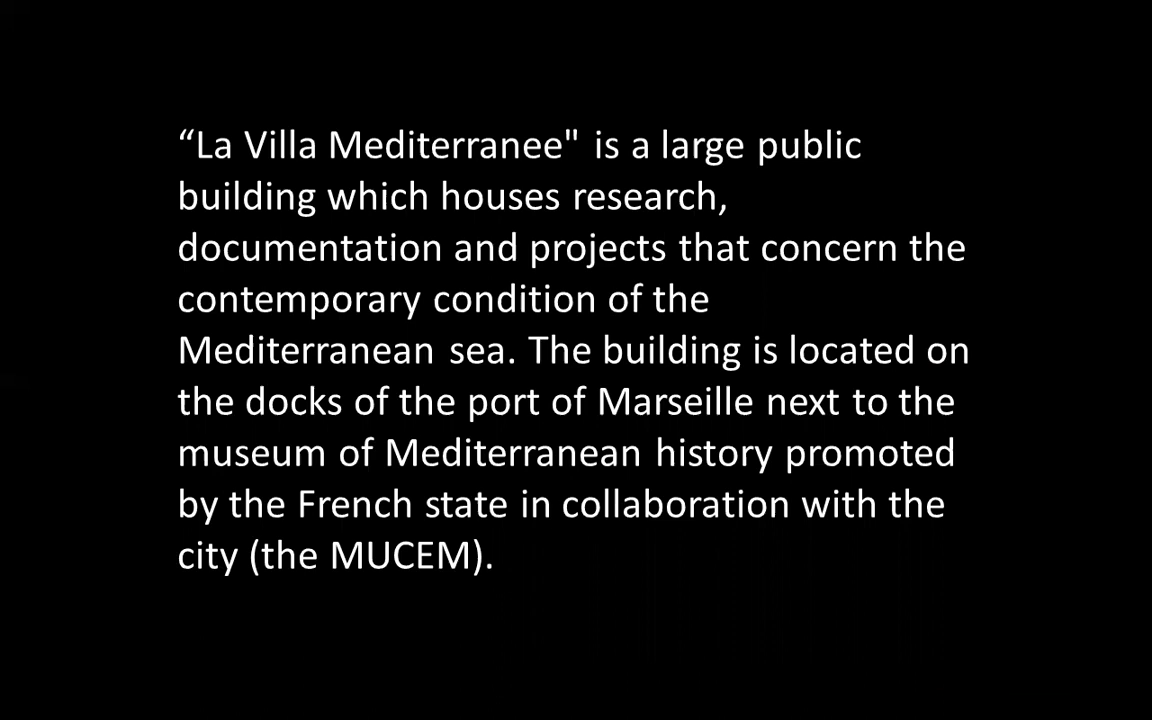 “La Villa Mediterranee" is a large public
building which houses research,
documentation and projects that concern the
contemporary condition of the
Mediterranean sea. The building is located on
the docks of the port of Marseille next to the
museum of Mediterranean history promoted
by the French state in collaboration with the
city (the MUCEM).